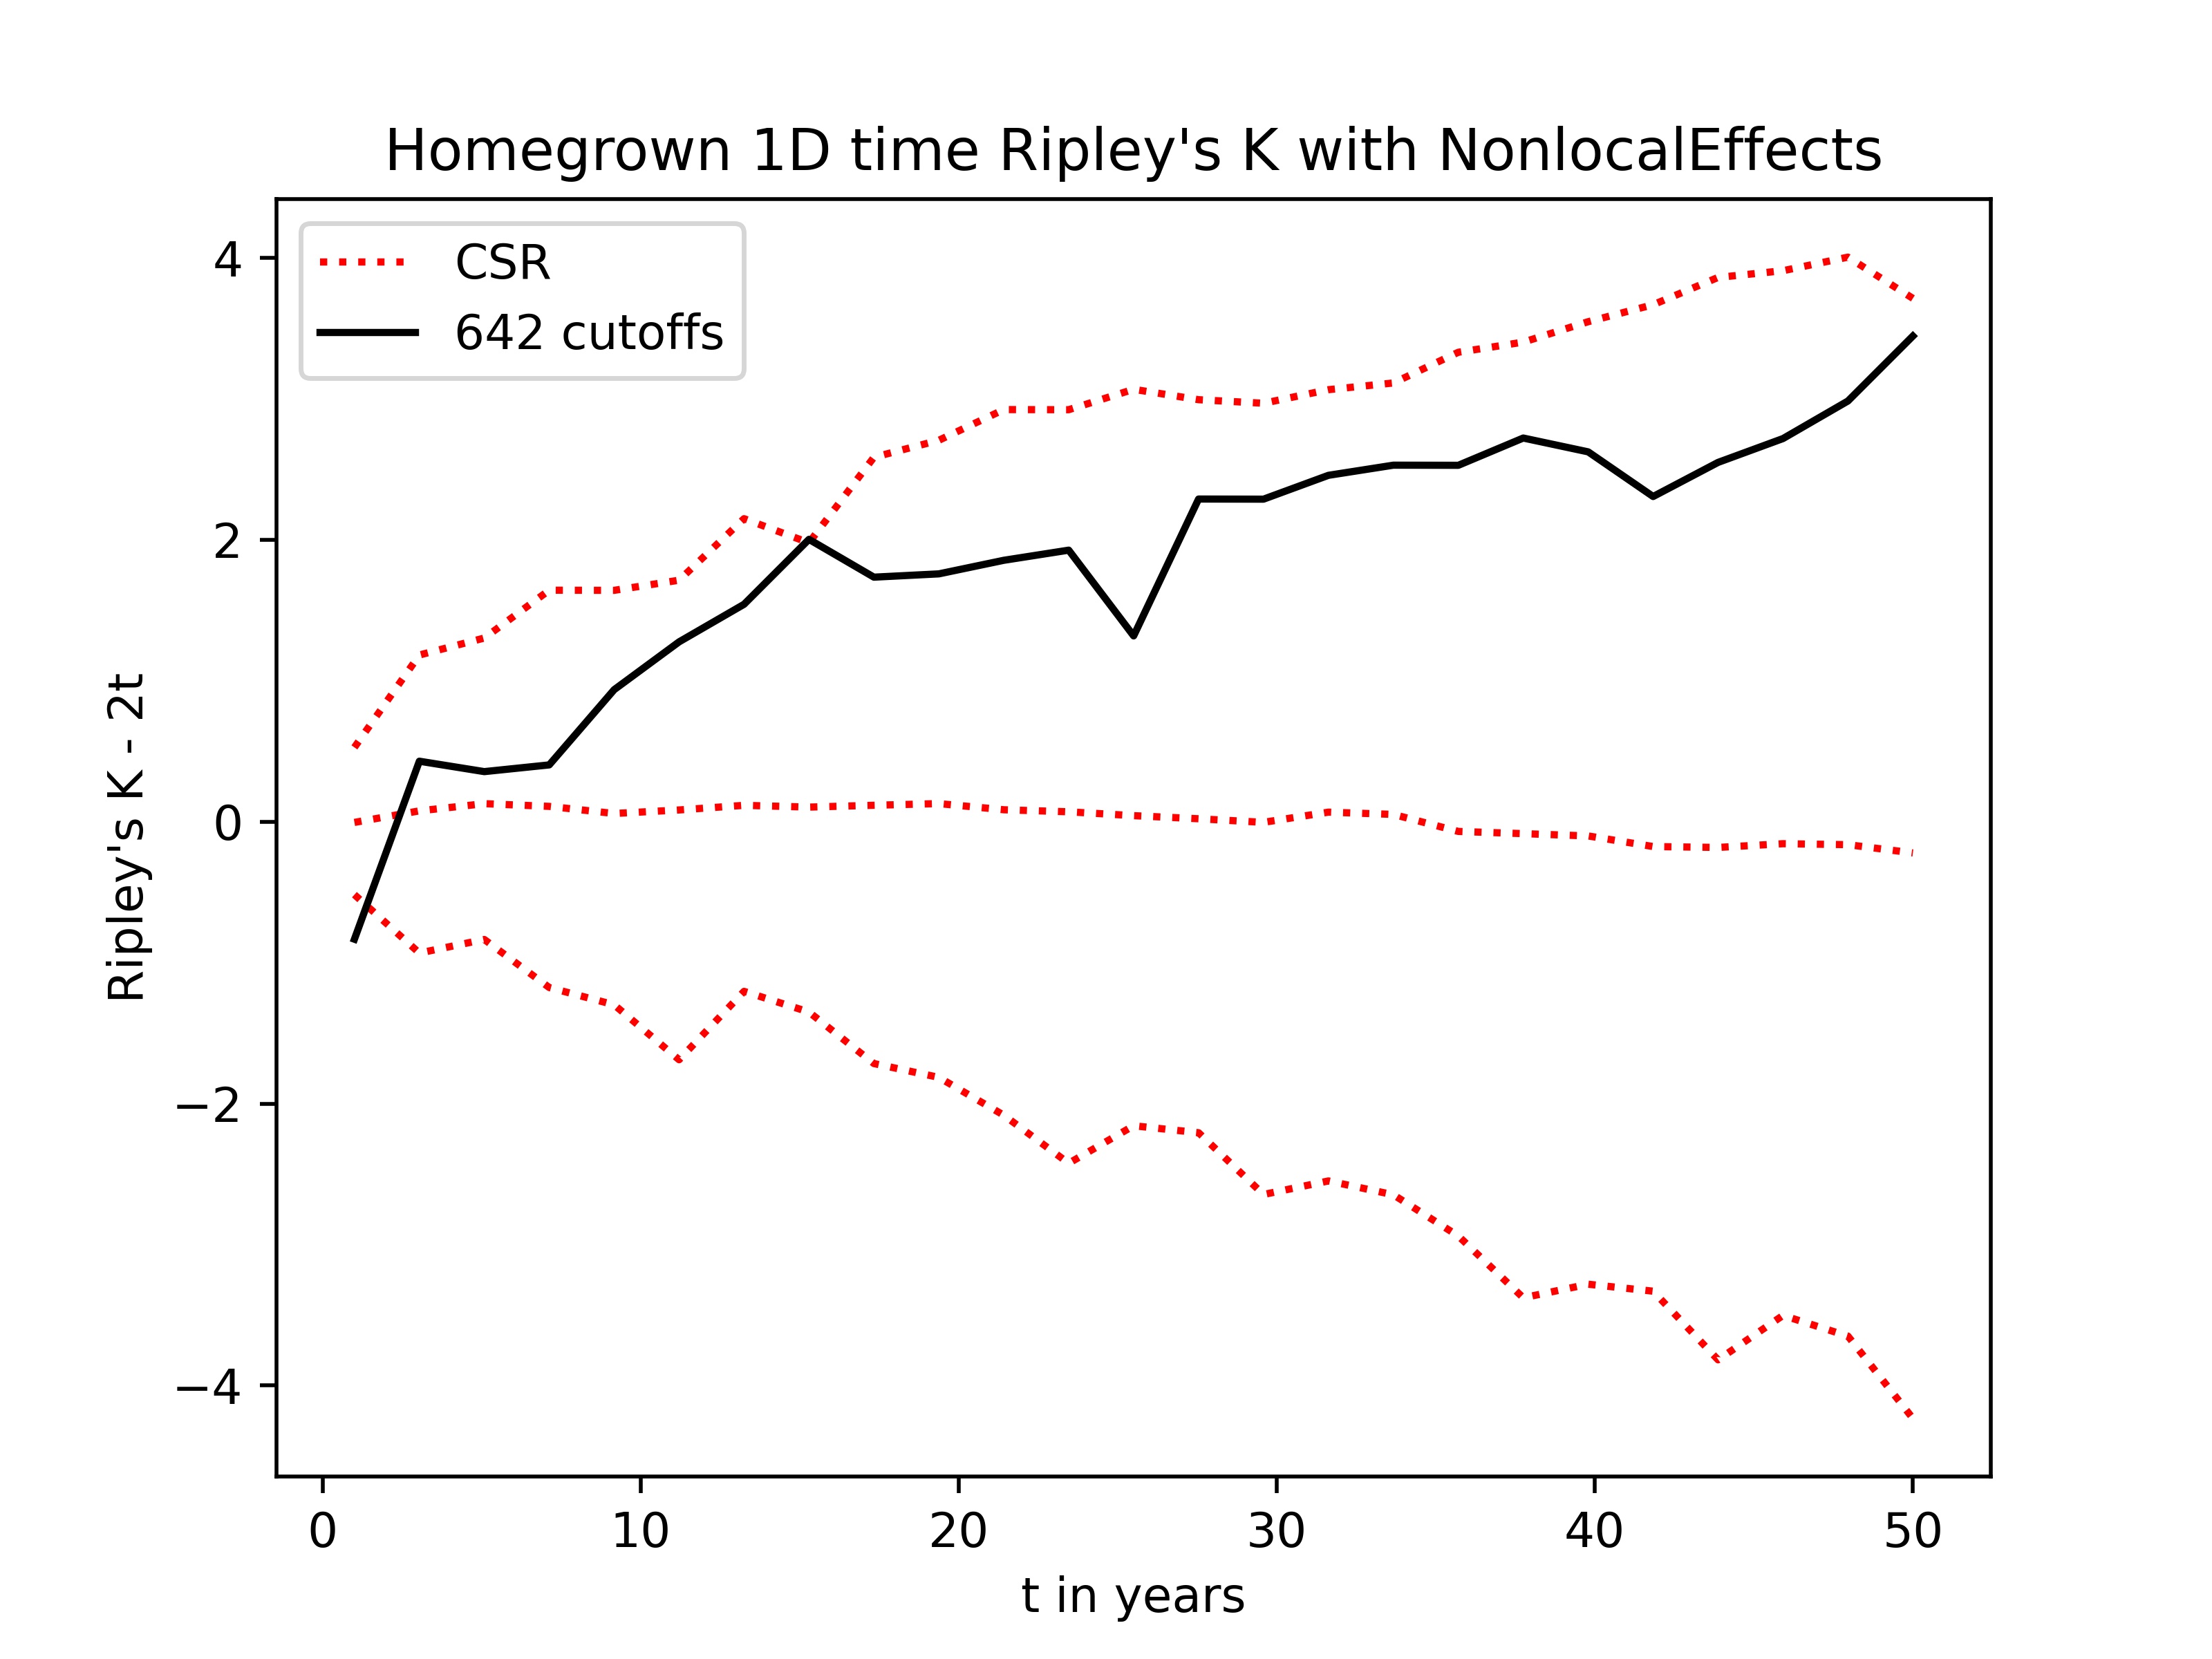 Homegrown 1D time Ripley's K with NonlocalEffects
CSR
642 cutoffs
Ripley's K - 2t
4
2
0
−2
−4
0 10 20 30 40 50
t in years